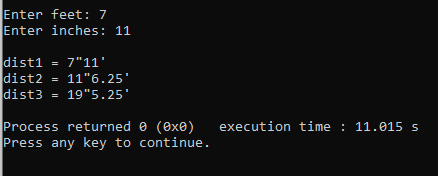 Enter feet: 7
Enter inches: 11
dist1 = 7"11'
dist2 = 11"6.25'
dist3 = 19"5.25'
Process returned 0 (0x0)   execution time : 11.015 s
Press any key to continue.